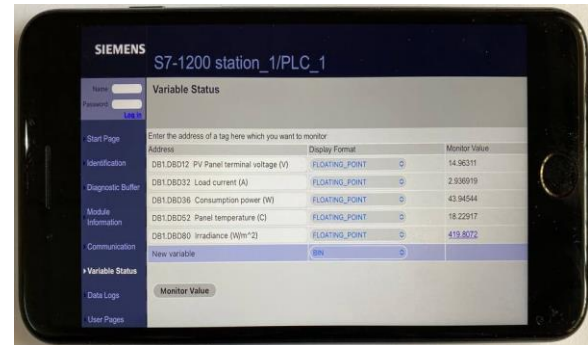 SIEMENS
S7-1200 station_1/PLC_1
Name
Password
Log in
Variable Status
Start Page
Identification
Diagnostic Buffer
Module
Information
Communication
Variable Status
Data Logs
User Pages
Enter the address of a tag here which you want to monitor
Address Display Format Monitor Value
DB1.DBD12 PV Panel terminal voltage (V) FLOATING_POINT 14.96311
DB1.DBD32 Load current (A) FLOATING_POINT 2.936919
DB1.DBD36 Consumption power (W) FLOATING_POINT 43.94544
DB1.DBD52 Panel temperature (C) FLOATING_POINT 18.22917
DB1.DBD80 Irradiance (W/m^2) FLOATING_POINT 419.8072
New variable BIN
Monitor Value